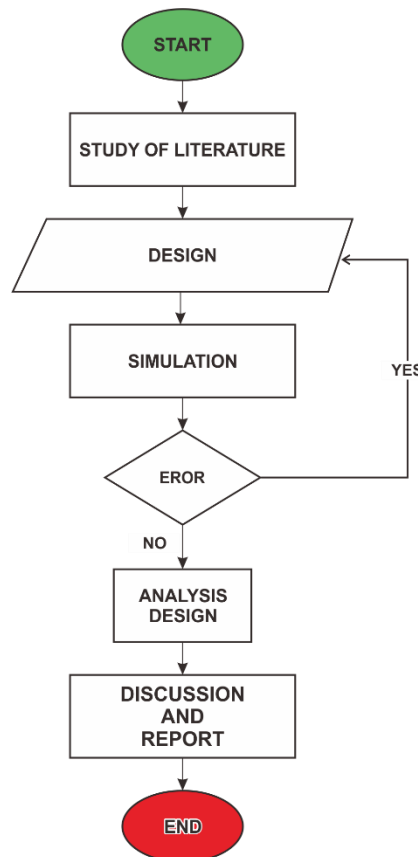 START
STUDY OF LITERATURE
DESIGN
SIMULATION
YES
EROR
NO
ANALYSIS
DESIGN
DISCUSSION
AND
REPORT
END